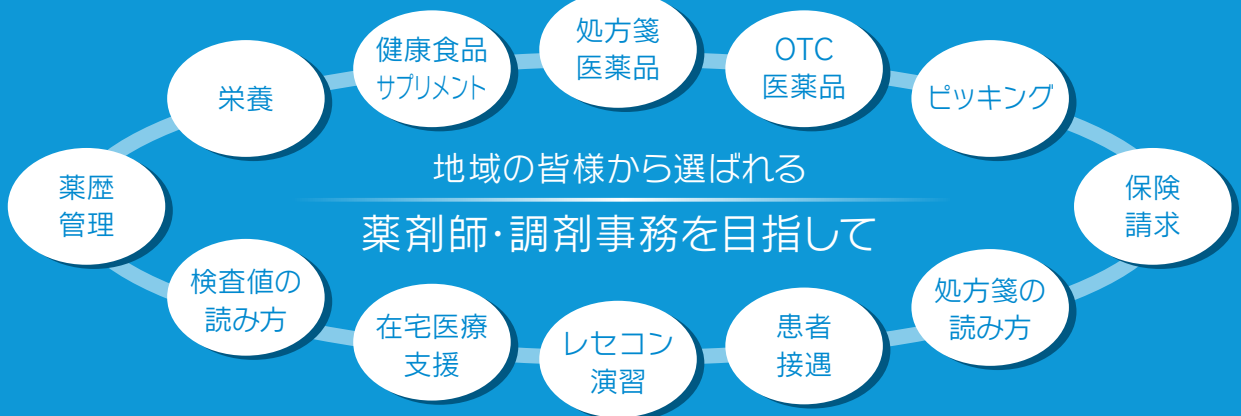 処方箋
医薬品
OTC
医薬品
健康食品
サプリメント
栄養
ピッキング
地域の皆様から選ばれる
薬剤師・調剤事務を目指して
薬歴
管理
保険
請求
検査値の
読み方
在宅医療
支援
レセコン
演習
患者
接遇
処方箋の
読み方